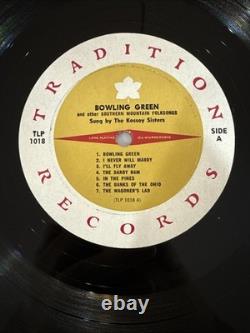 TRADITION
BOWLING GREEN
and other SOUTHERN MOUNTAIN FOLKSONGS
Sung by The Kossoy Sisters
TLP
1018
SIDE
A
LONG PLAYING
1. BOWLING GREEN
2. I NEVER WILL MARRY
3. I'LL FLY AWAY
4. THE DARBY RAM
5. IN THE PINES
6. THE BANKS OF THE OHIO
7. THE WAGONER'S LAD
(TLP 1018 A)
RECORDS